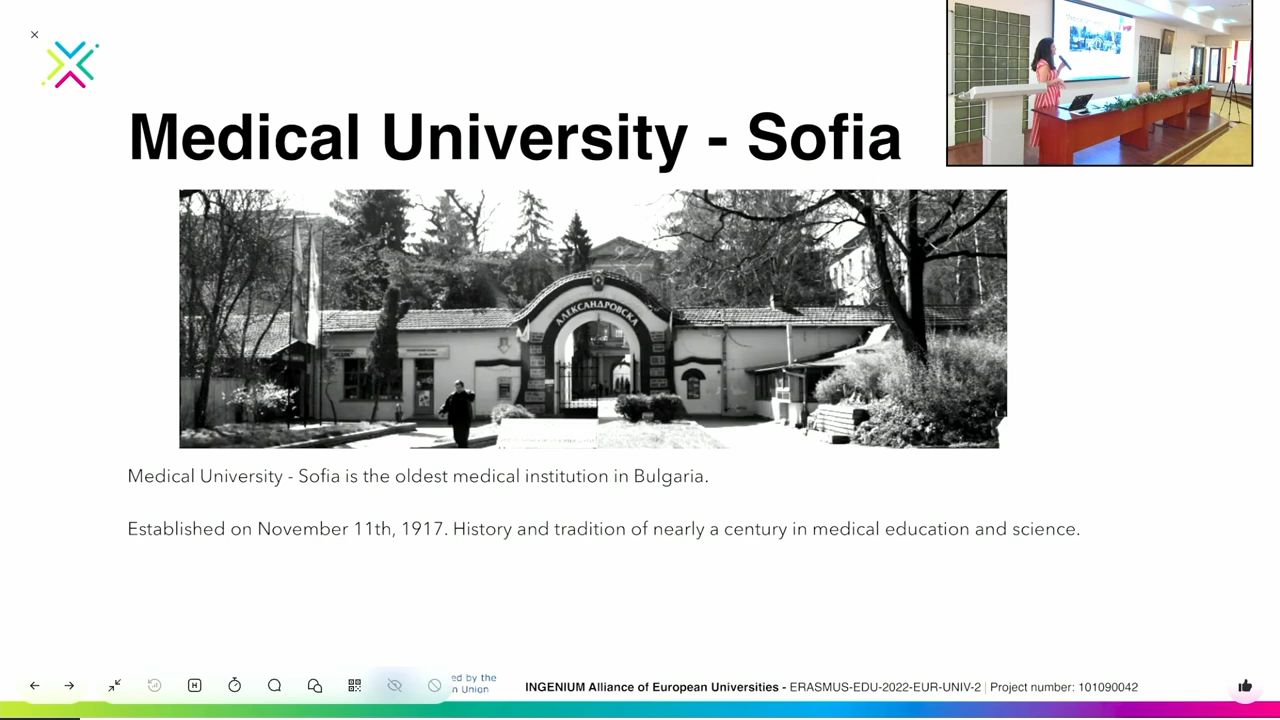 Medical University - Sofia
АЛЕКСАНДРОВСКА
Medical University - Sofia is the oldest medical institution in Bulgaria.
Established on November 11th, 1917. History and tradition of nearly a century in medical education and science.
ed by the
n Union
INGENIUM Alliance of European Universities - ERASMUS-EDU-2022-EUR-UNIV-2 | Project number: 101090042